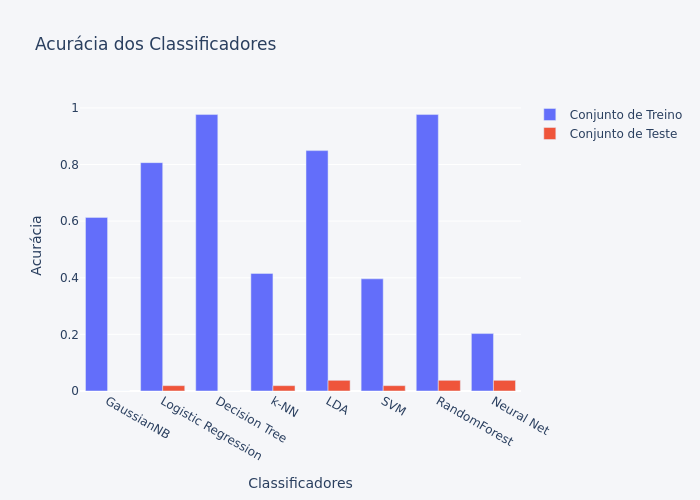 Acurácia dos Classificadores
Conjunto de Treino
Conjunto de Teste
Acurácia
1
0.8
0.6
0.4
0.2
0
GaussianNB
Logistic Regression
Decision Tree
k-NN
LDA
SVM
RandomForest
Neural Net
Classificadores